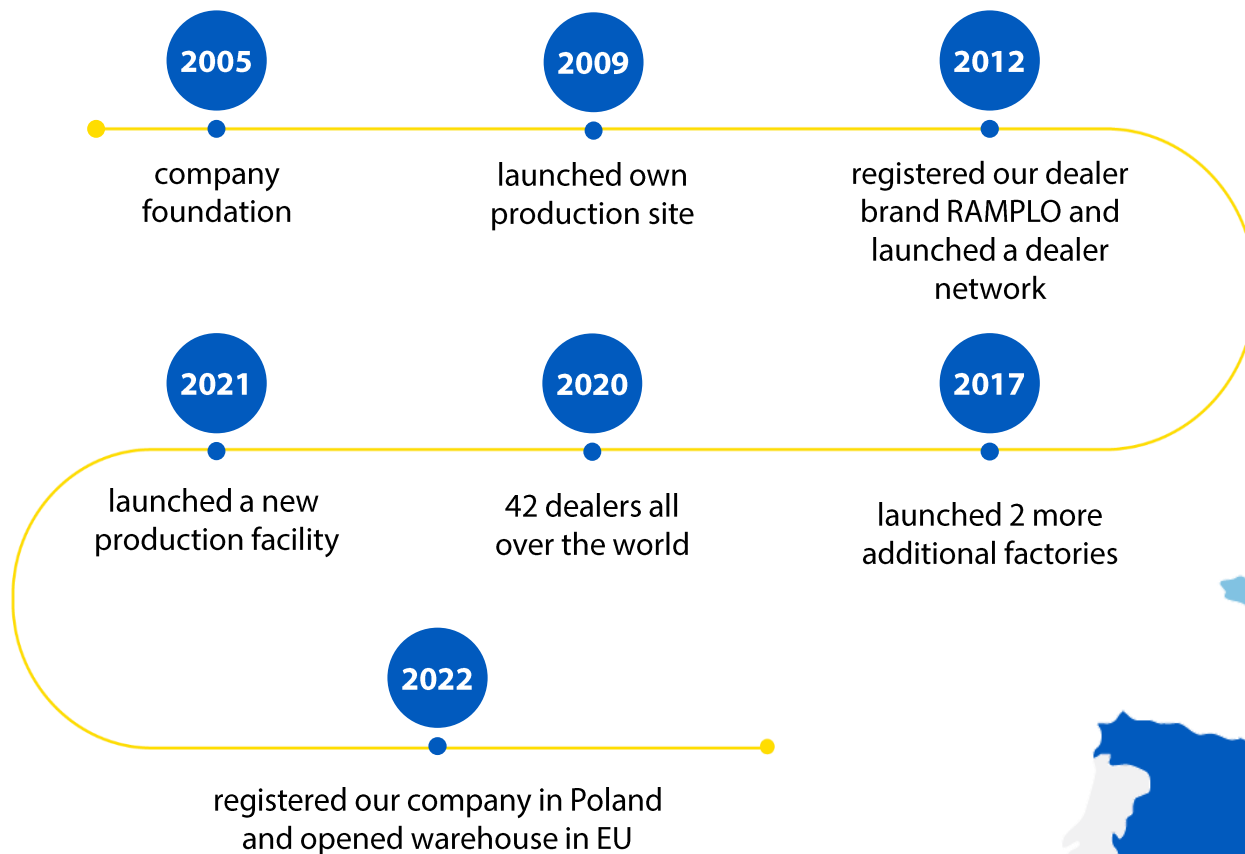 2005
company
foundation
2009
launched own
production site
2012
registered our dealer
brand RAMPLO and
launched a dealer
network
2017
launched 2 more
additional factories
2020
42 dealers all
over the world
2021
launched a new
production facility
2022
registered our company in Poland
and opened warehouse in EU